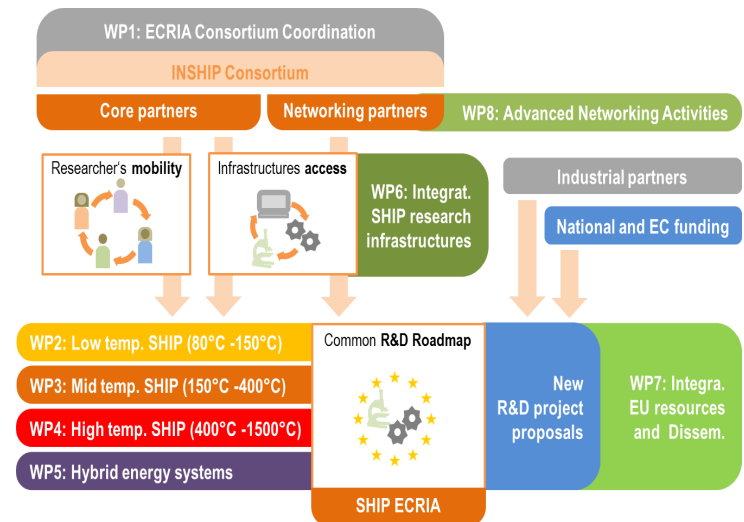 WP1: ECRIA Consortium Coordination
INSHIP Consortium
Core partners
Networking partners
WP8: Advanced Networking Activities
Researcher's mobility
Infrastructures access
WP6: Integrat.
SHIP research
infrastructures
Industrial partners
National and EC funding
WP2: Low temp. SHIP (80°C -150°C)
WP3: Mid temp. SHIP (150°C -400°C)
WP4: High temp. SHIP (400°C -1500°C)
WP5: Hybrid energy systems
Common R&D Roadmap
SHIP ECRIA
New
R&D project
proposals
WP7: Integra.
EU resources
and Dissem.